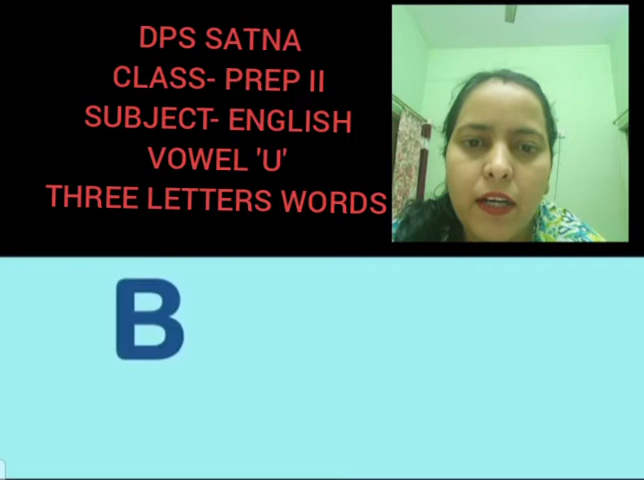 DPS SATNA
CLASS- PREP II
SUBJECT- ENGLISH
VOWEL 'U'
THREE LETTERS WORDS
B